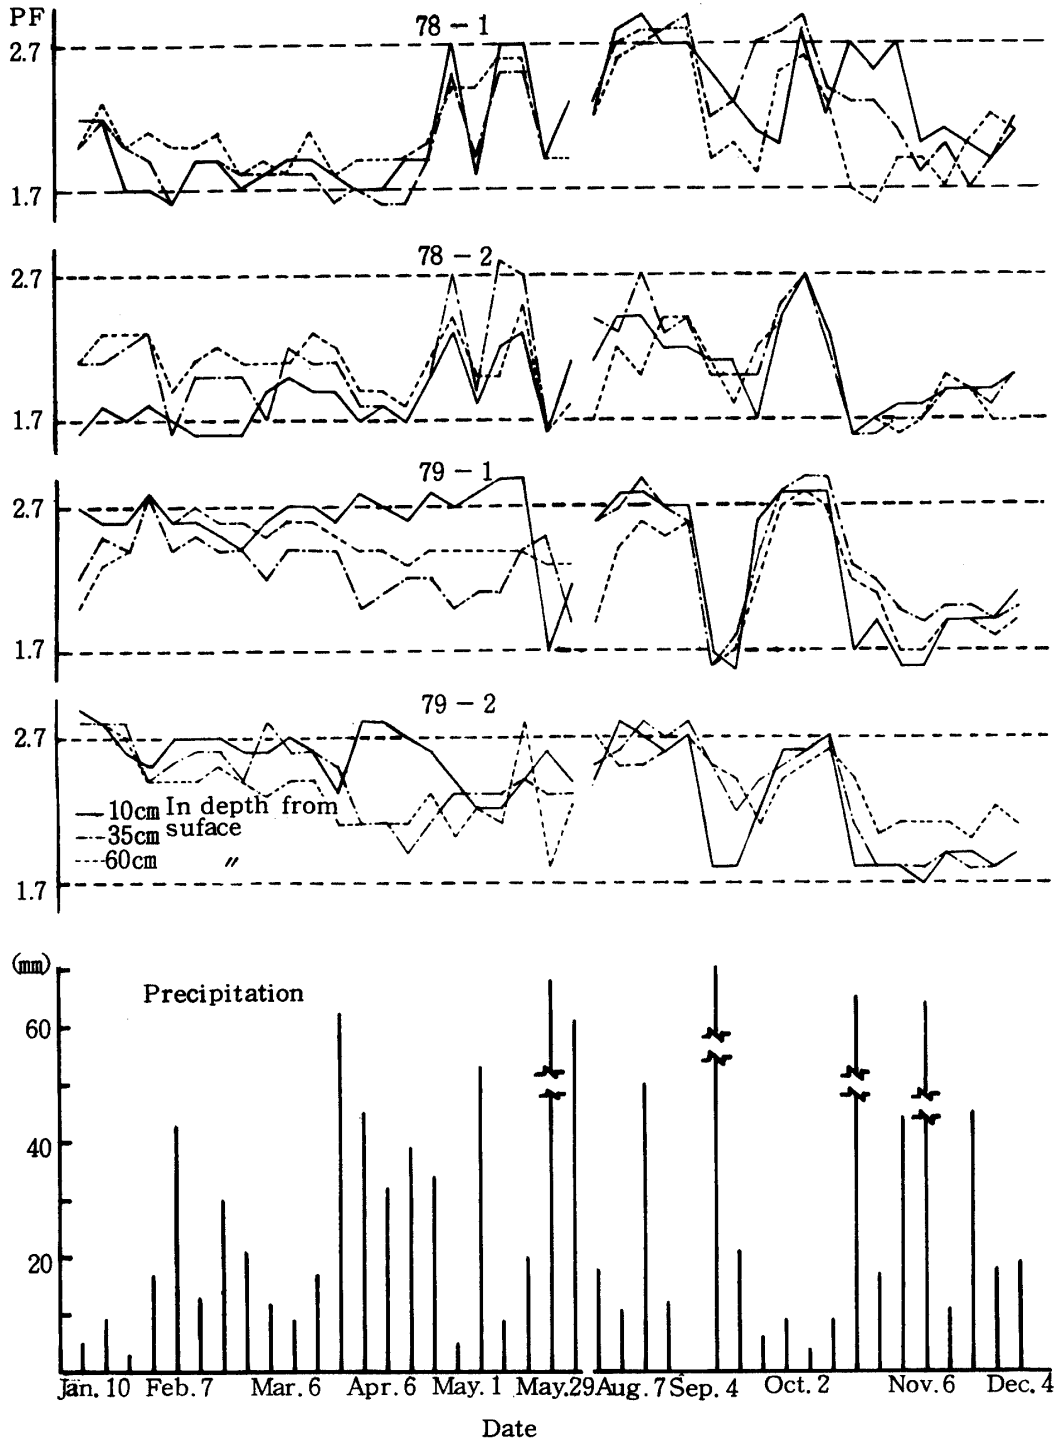 PF
78 - 1
2.7
1.7
78 - 2
2.7
1.7
79 - 1
2.7
1.7
79 - 2
2.7
10cm In depth from
35cm suface
60cm 〃
1.7
(mm)
Precipitation
60
40
20
Jan. 10 Feb. 7 Mar. 6 Apr. 6 May. 1 May. 29 Aug. 7 Sep. 4 Oct. 2 Nov. 6 Dec. 4
Date